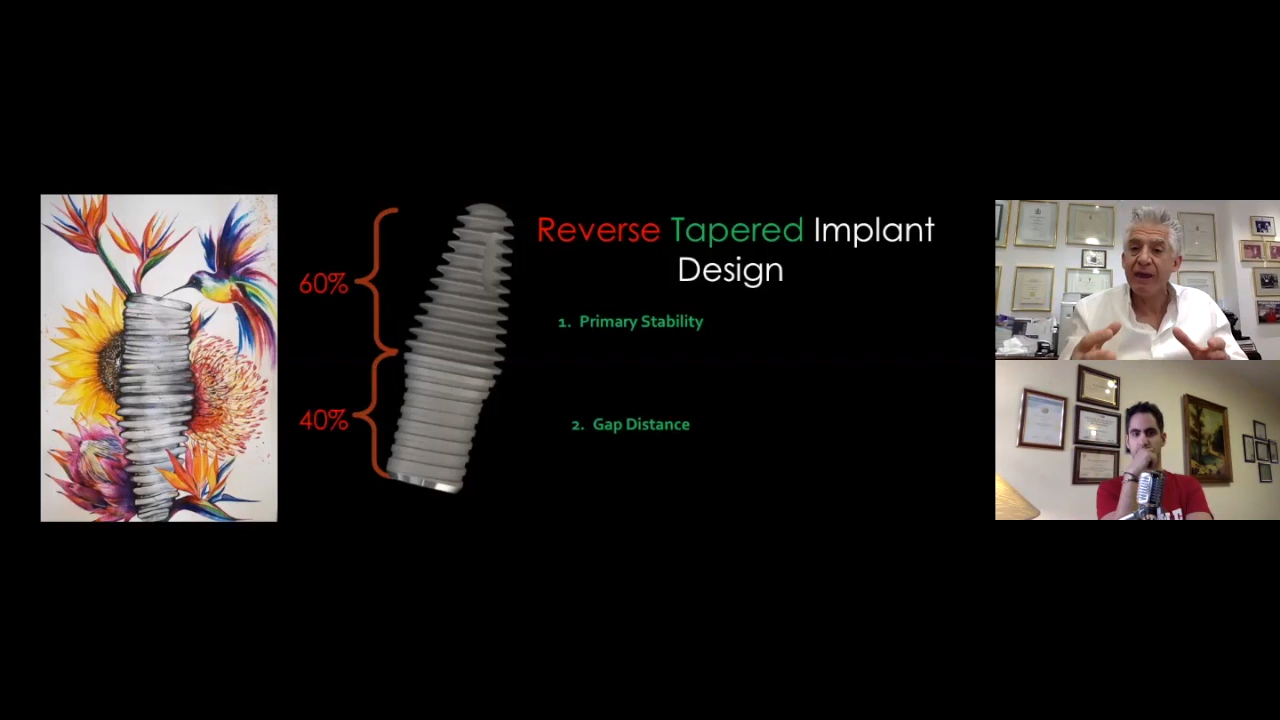 Reverse Tapered Implant
Design
60%
1. Primary Stability
40%
2. Gap Distance